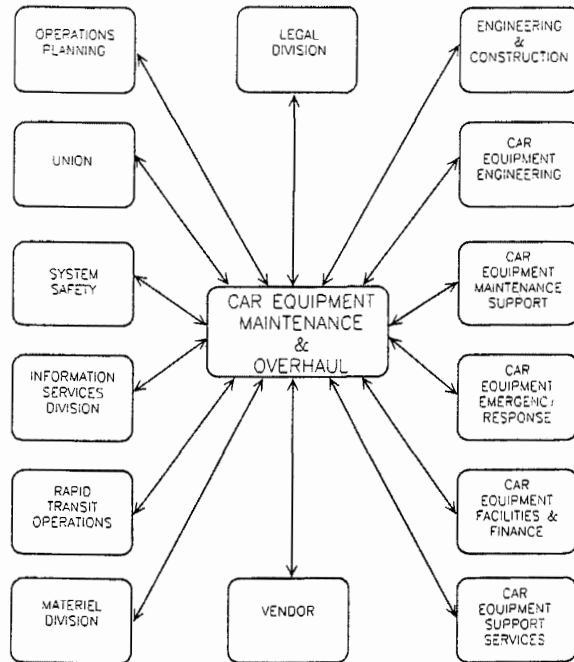 OPERATIONS
PLANNING
LEGAL
DIVISION
ENGINEERING
&
CONSTRUCTION
UNION
CAR
EQUIPMENT
ENGINEERING
SYSTEM
SAFETY
CAR EQUIPMENT
MAINTENANCE
&
OVERHAUL
CAR
EQUIPMENT
MAINTENANCE
SUPPORT
INFORMATION
SERVICES
DIVISION
CAR
EQUIPMENT
EMERGENCY
RESPONSE
RAPID
TRANSIT
OPERATIONS
CAR
EQUIPMENT
FACILITIES &
FINANCE
MATERIEL
DIVISION
VENDOR
CAR
EQUIPMENT
SUPPORT
SERVICES